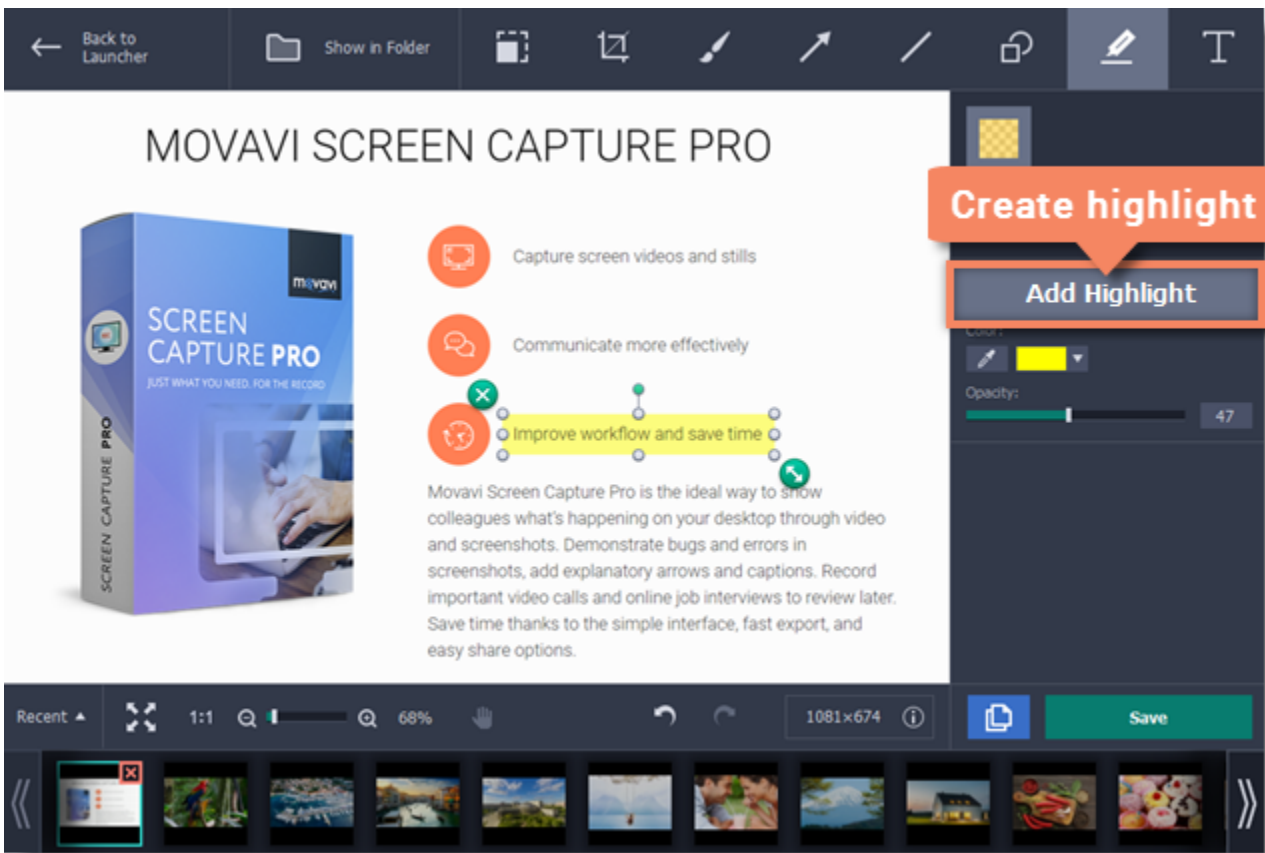 Back to
Launcher
Show in Folder
T
MOVAVI SCREEN CAPTURE PRO
Create highlight
Add Highlight
Color:
Opacity:
47
movavi
SCREEN
CAPTURE PRO
JUST WHAT YOU NEED. FOR THE RECORD
SCREEN CAPTURE PRO
Capture screen videos and stills
Communicate more effectively
Improve workflow and save time
Movavi Screen Capture Pro is the ideal way to show
colleagues what's happening on your desktop through video
and screenshots. Demonstrate bugs and errors in
screenshots, add explanatory arrows and captions. Record
important video calls and online job interviews to review later.
Save time thanks to the simple interface, fast export, and
easy share options.
Recent
1:1
68%
1081×674
Save